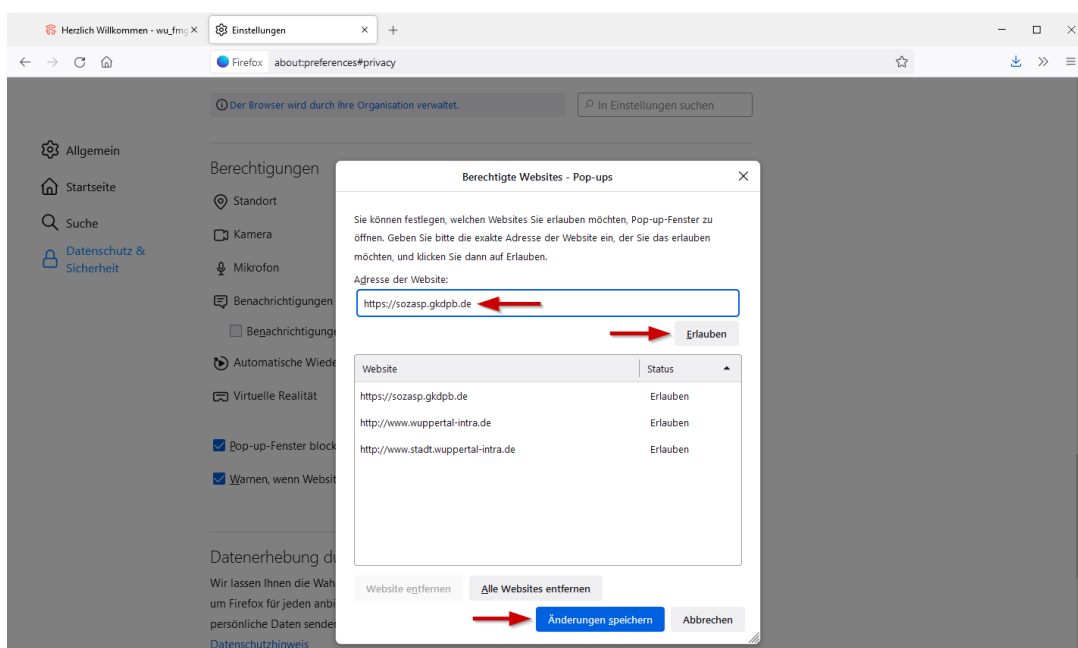 Herzlich Willkommen - wu_fmg
Einstellungen
Firefox
about:preferences#privacy
Der Browser wird durch Ihre Organisation verwaltet.
In Einstellungen suchen
Allgemein
Startseite
Suche
Datenschutz &
Sicherheit
Berechtigungen
Standort
Kamera
Mikrofon
Benachrichtigungen
Automatische Wiede
Virtuelle Realität
Pop-up-Fenster block
Warnen, wenn Websit
Datenerhebung
Wir lassen Ihnen die Wah
um Firefox für jeden anbi
persönliche Daten sender
Datenschutzhinweis
Berechtigte Websites - Pop-ups
Sie können festlegen, welchen Websites Sie erlauben möchten, Pop-up-Fenster zu
öffnen. Geben Sie bitte die exakte Adresse der Website ein, der Sie das erlauben
möchten, und klicken Sie dann auf Erlauben.
Adresse der Website:
https://sozasp.gkdpb.de
Erlauben
Website Status
https://sozasp.gkdpb.de Erlauben
http://www.wuppertal-intra.de Erlauben
http://www.stadt.wuppertal-intra.de Erlauben
Website entfernen
Alle Websites entfernen
Änderungen speichern
Abbrechen